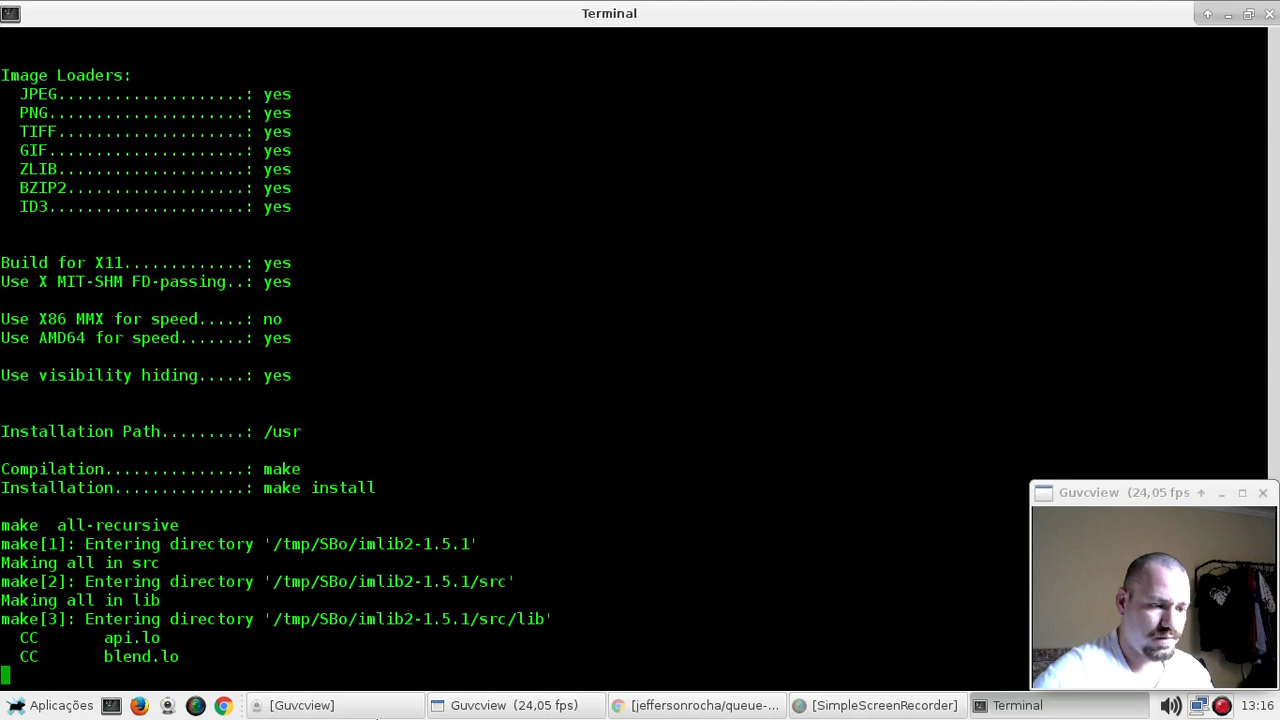 Terminal
Image Loaders:
JPEG....................: yes
PNG.....................: yes
TIFF....................: yes
GIF.....................: yes
ZLIB....................: yes
BZIP2...................: yes
ID3.....................: yes
Build for X11.............: yes
Use X MIT-SHM FD-passing..: yes
Use X86 MMX for speed.....: no
Use AMD64 for speed.......: yes
Use visibility hiding.....: yes
Installation Path.........: /usr
Compilation...............: make
Installation..............: make install
make  all-recursive
make[1]: Entering directory '/tmp/SBo/imlib2-1.5.1'
Making all in src
make[2]: Entering directory '/tmp/SBo/imlib2-1.5.1/src'
Making all in lib
make[3]: Entering directory '/tmp/SBo/imlib2-1.5.1/src/lib'
CC       api.lo
CC       blend.lo
Guvcview (24,05 fps
Aplicações [Guvcview] Guvcview (24,05 fps) [jeffersonrocha/queue-... [SimpleScreenRecorder] Terminal 13:16